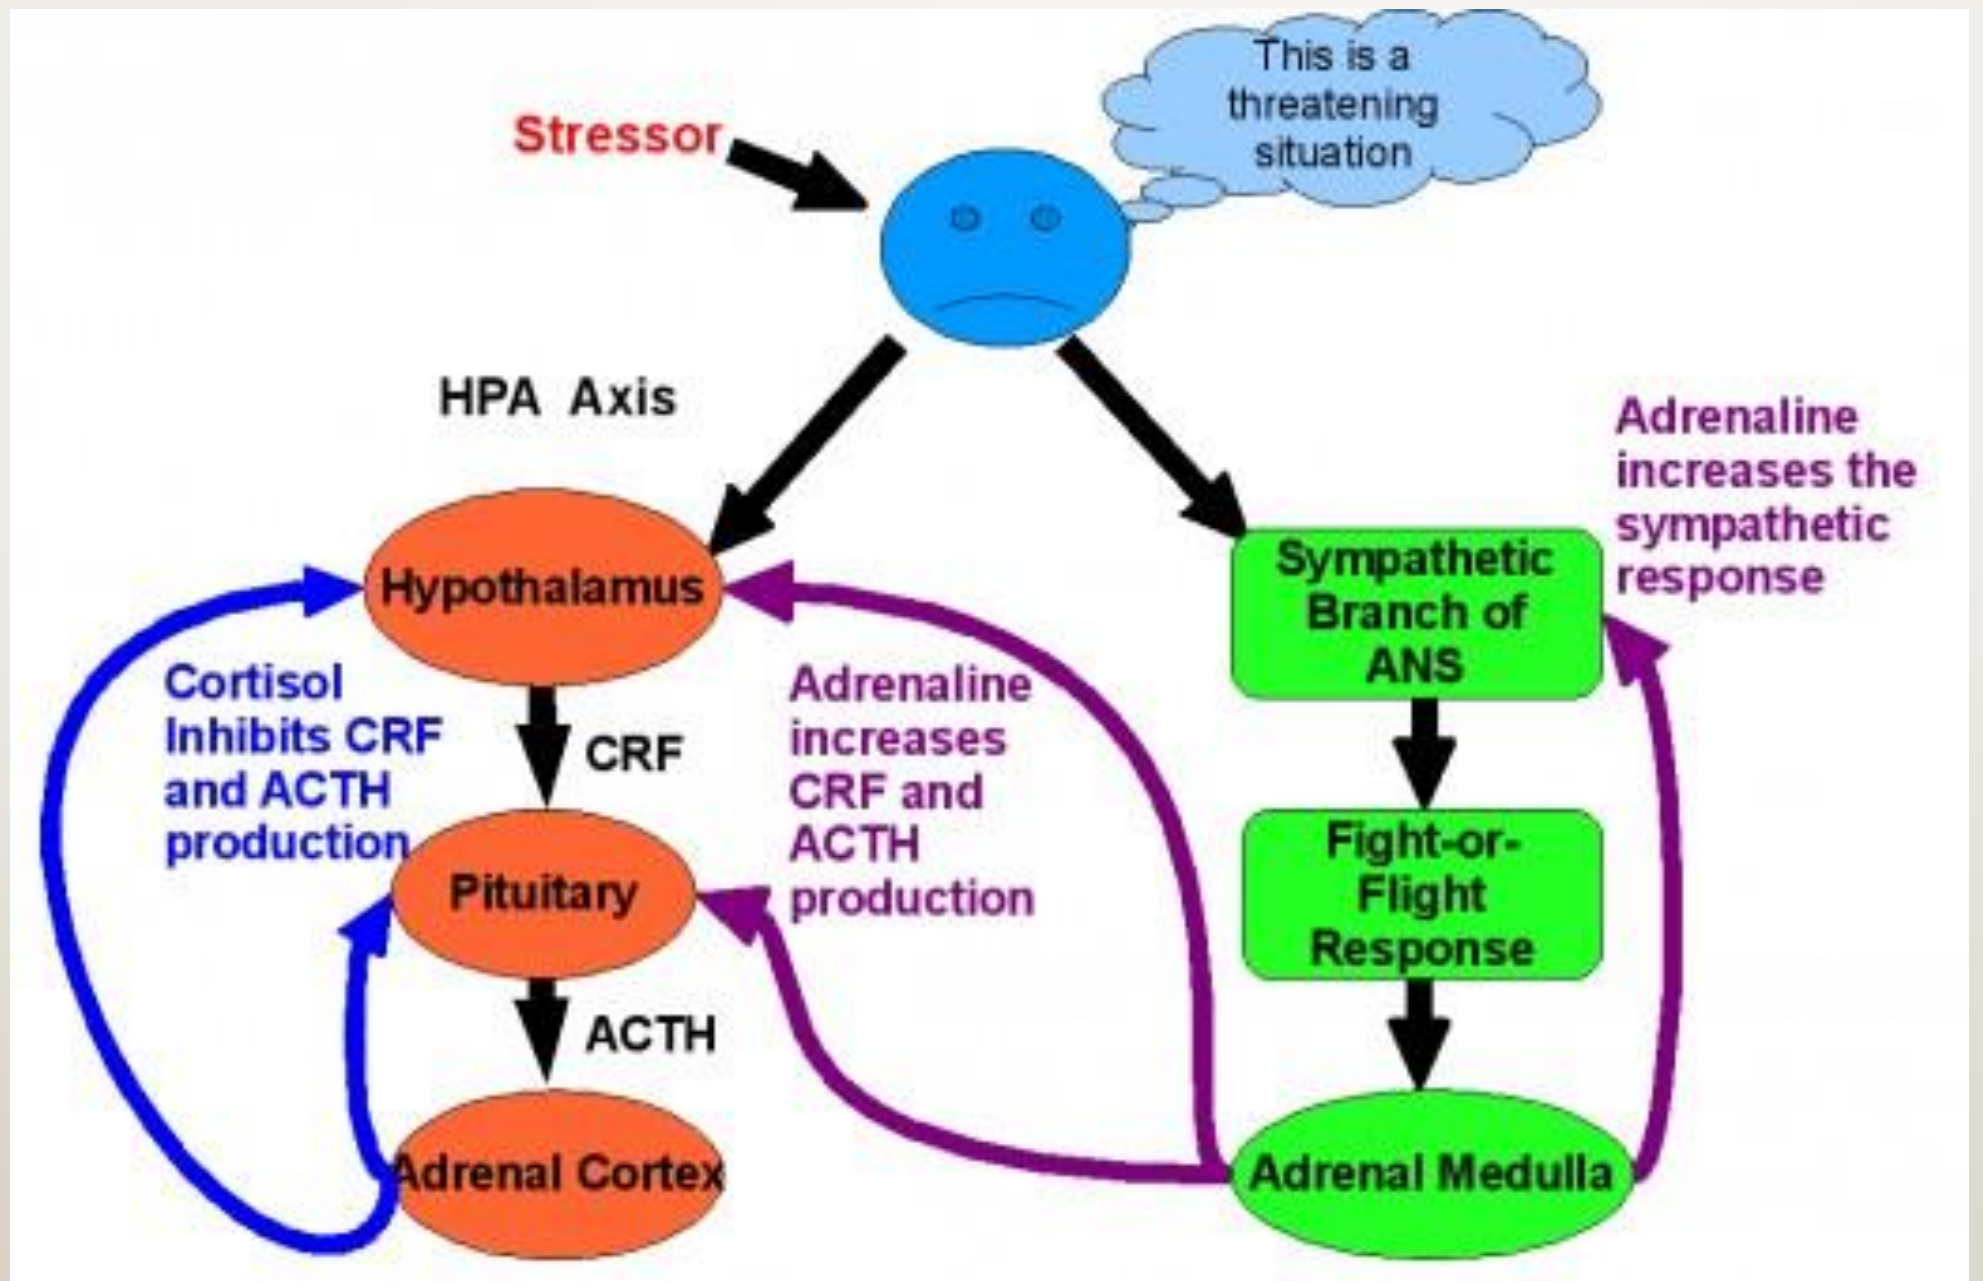 This is a
threatening
situation
Stressor
HPA Axis
Adrenaline
increases the
sympathetic
response
Hypothalamus
Sympathetic
Branch of
ANS
Cortisol
Inhibits CRF
and ACTH
production
CRF
Adrenaline
increases
CRF and
ACTH
production
Pituitary
Fight-or-
Flight
Response
ACTH
Adrenal Cortex
Adrenal Medulla